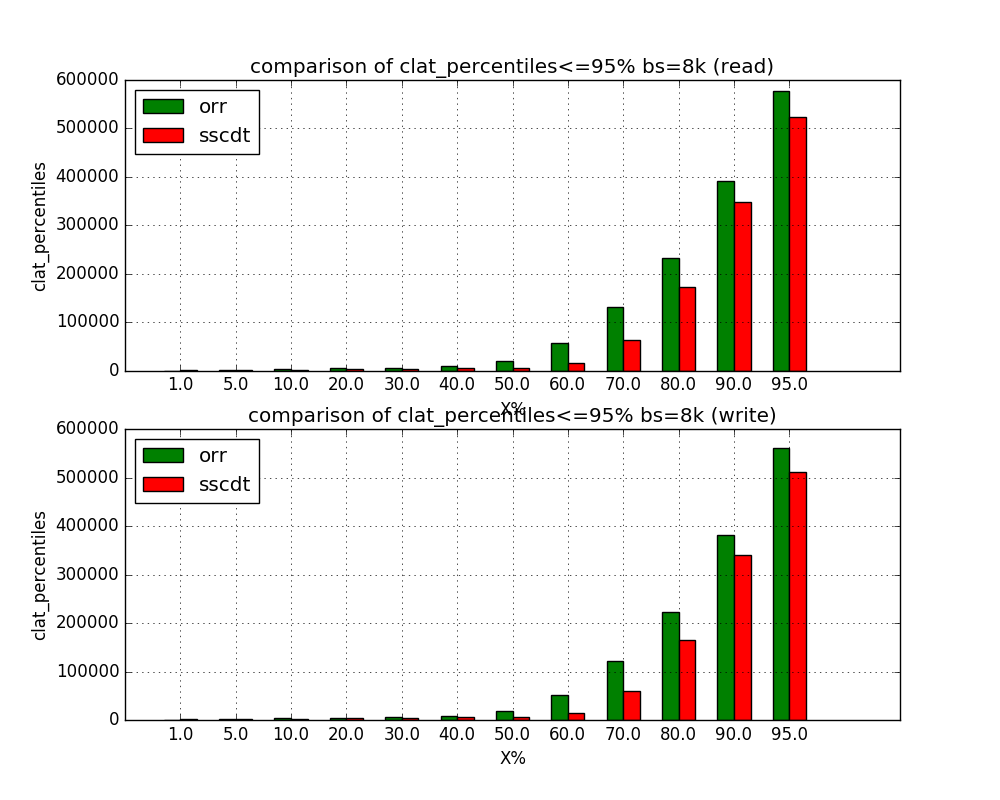 comparison of clat_percentiles<=95% bs=8k (read)
600000
500000
400000
300000
200000
100000
0
clat_percentiles
orr
sscdt
1.0 5.0 10.0 20.0 30.0 40.0 50.0 60.0 70.0 80.0 90.0 95.0
X%
comparison of clat_percentiles<=95% bs=8k (write)
600000
500000
400000
300000
200000
100000
0
clat_percentiles
orr
sscdt
1.0 5.0 10.0 20.0 30.0 40.0 50.0 60.0 70.0 80.0 90.0 95.0
X%